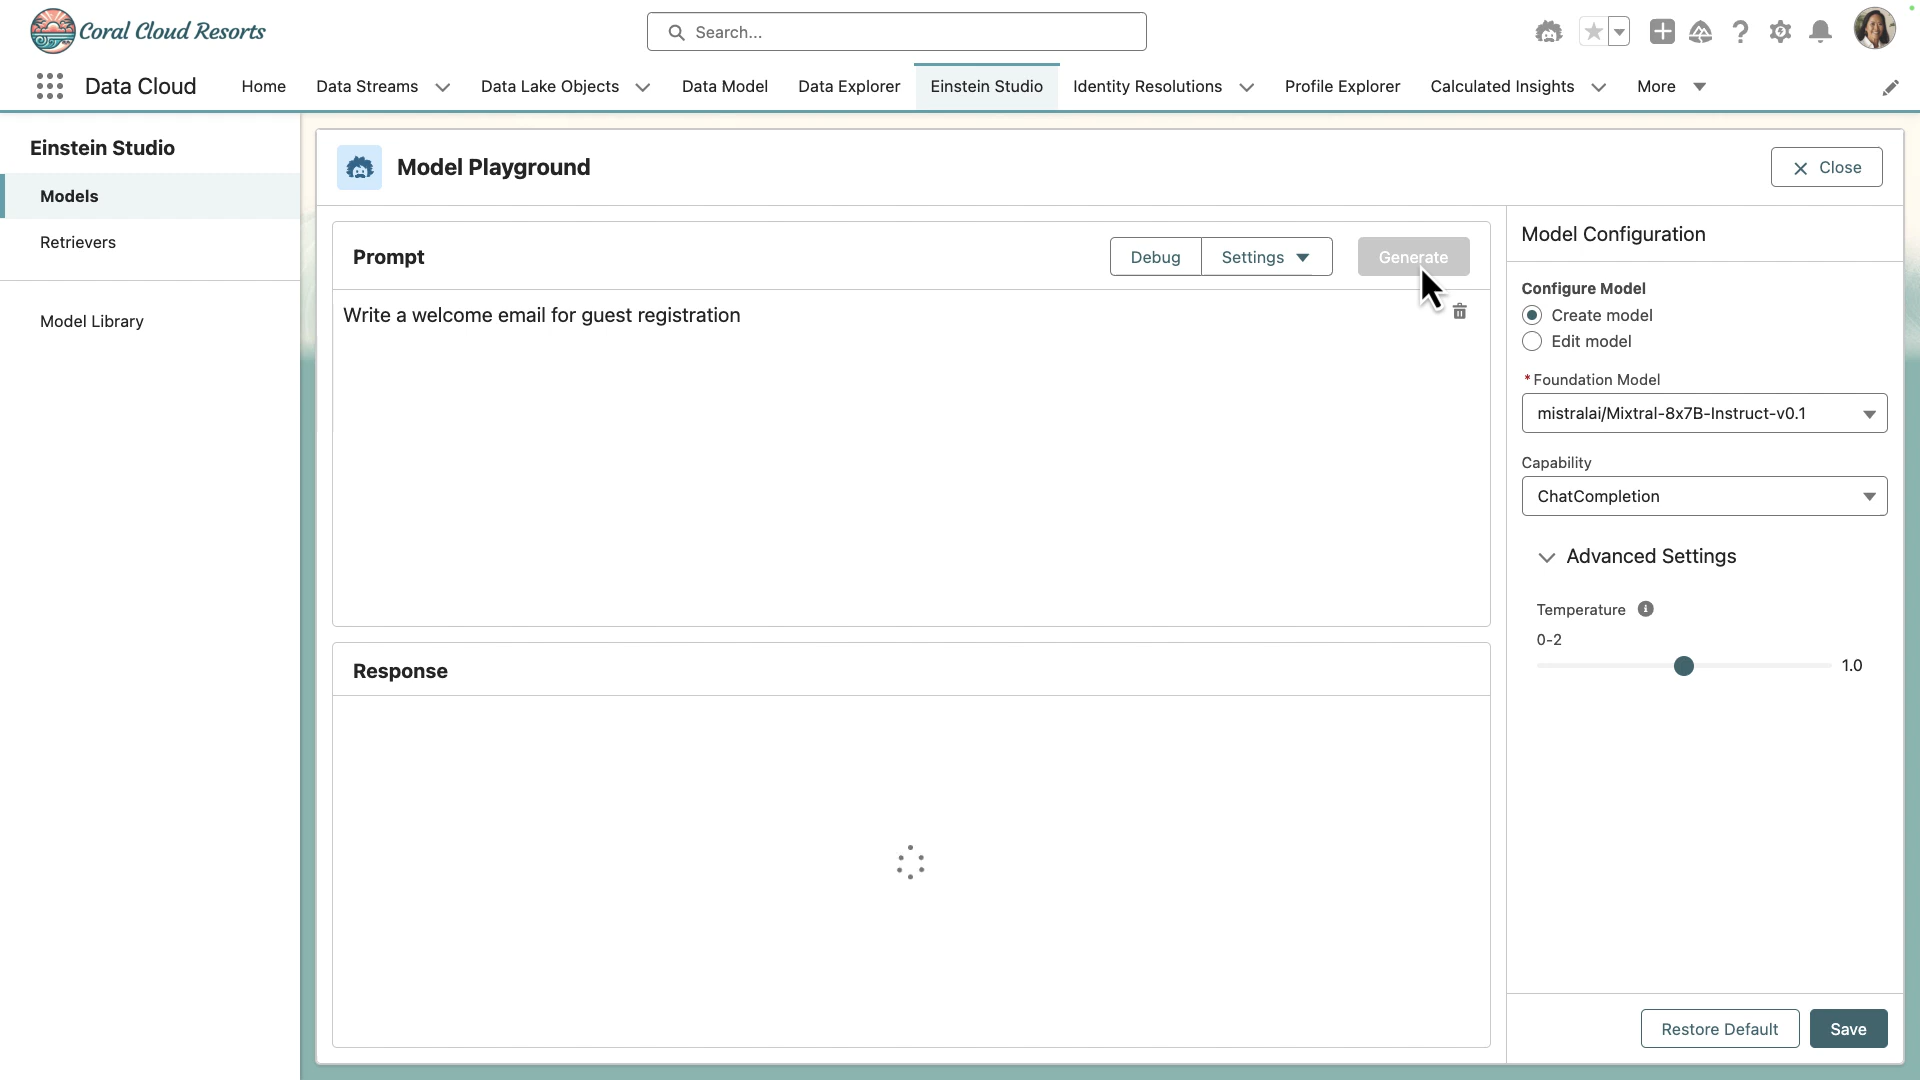 Coral Cloud Resorts
Search...
Data Cloud
Home
Data Streams
Data Lake Objects
Data Model
Data Explorer
Einstein Studio
Identity Resolutions
Profile Explorer
Calculated Insights
More
Einstein Studio
Models
Retrievers
Model Library
Model Playground
Close
Prompt
Debug
Settings
Generate
Write a welcome email for guest registration
Response
Model Configuration
Configure Model
Create model
Edit model
*Foundation Model
mistralai/Mixtral-8x7B-Instruct-v0.1
Capability
ChatCompletion
Advanced Settings
Temperature
0-2
1.0
Restore Default
Save